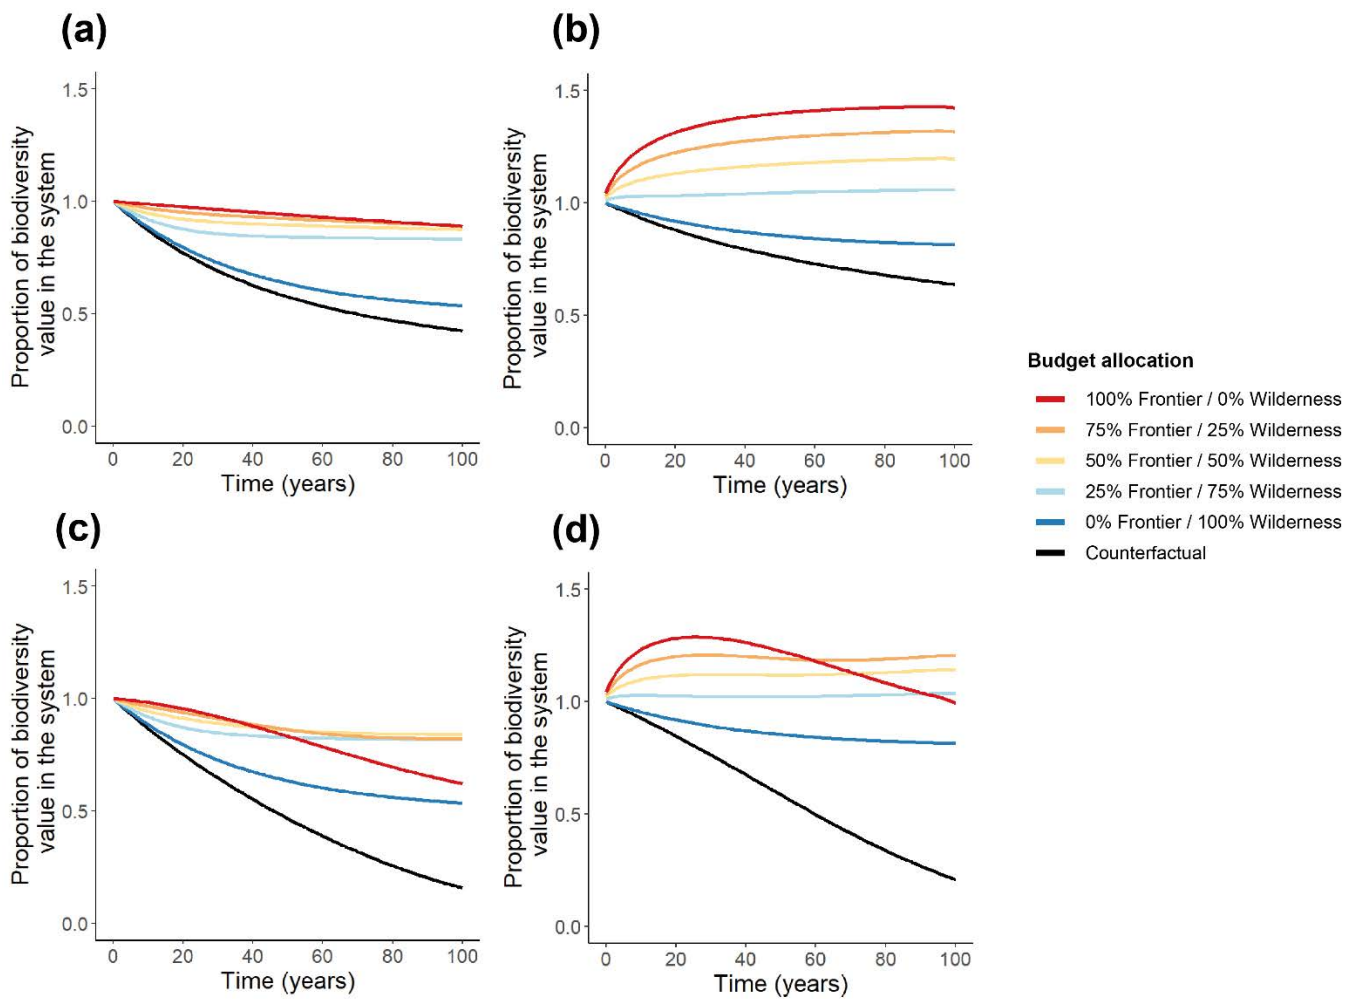 (a)
1.5
1.0
0.5
0.0
Proportion of biodiversity
value in the system
0 20 40 60 80 100
Time (years)
(b)
1.5
1.0
0.5
0.0
Proportion of biodiversity
value in the system
0 20 40 60 80 100
Time (years)
Budget allocation
100% Frontier / 0% Wilderness
75% Frontier / 25% Wilderness
50% Frontier / 50% Wilderness
25% Frontier / 75% Wilderness
0% Frontier / 100% Wilderness
Counterfactual
(c)
1.5
1.0
0.5
0.0
Proportion of biodiversity
value in the system
0 20 40 60 80 100
Time (years)
(d)
1.5
1.0
0.5
0.0
Proportion of biodiversity
value in the system
0 20 40 60 80 100
Time (years)